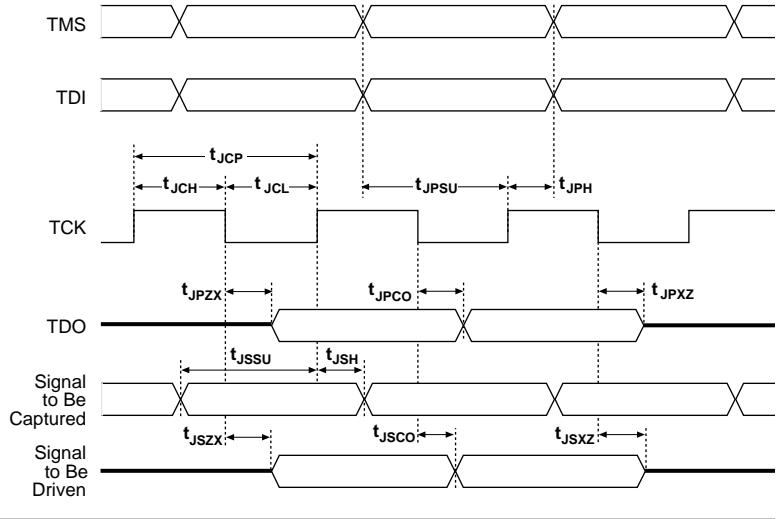 TMS
TDI
tJCP
tJCH
tJCL
tJPSU
tJPH
TCK
tJPZX
tJPCO
tJPXZ
TDO
tJSSU
tJSH
Signal
to Be
Captured
tJSZX
tJSCO
tJSXZ
Signal
to Be
Driven